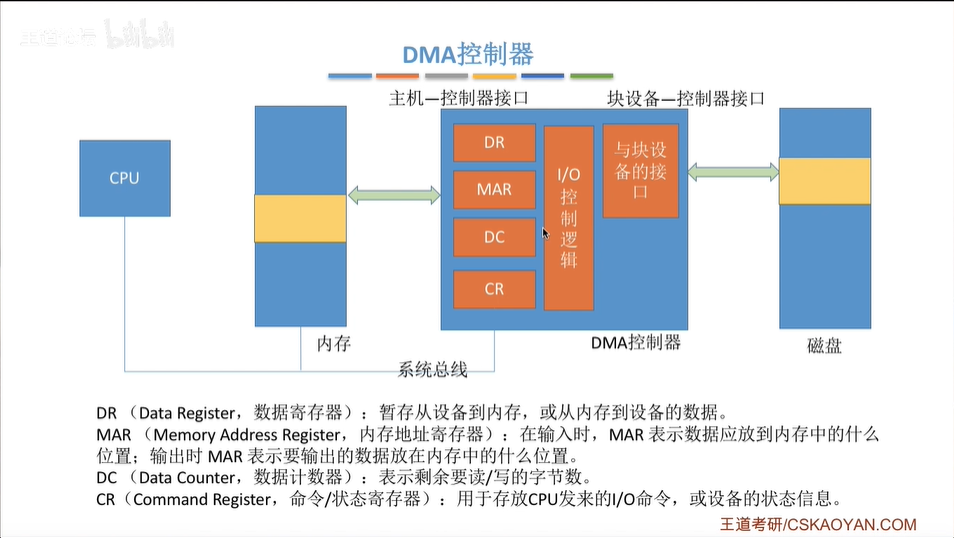 DMA控制器
主机—控制器接口
块设备—控制器接口
CPU
DR
MAR
DC
CR
I/O
控
制
逻
辑
与块设
备的接
口
内存
DMA控制器
磁盘
系统总线
DR （Data Register，数据寄存器）：暂存从设备到内存，或从内存到设备的数据。
MAR （Memory Address Register，内存地址寄存器）：在输入时，MAR 表示数据应放到内存中的什么
位置；输出时 MAR 表示要输出的数据放在内存中的什么位置。
DC （Data Counter，数据计数器）：表示剩余要读/写的字节数。
CR（Command Register，命令/状态寄存器）：用于存放CPU发来的I/O命令，或设备的状态信息。
王道考研/CSKAOYAN.COM
bilibili